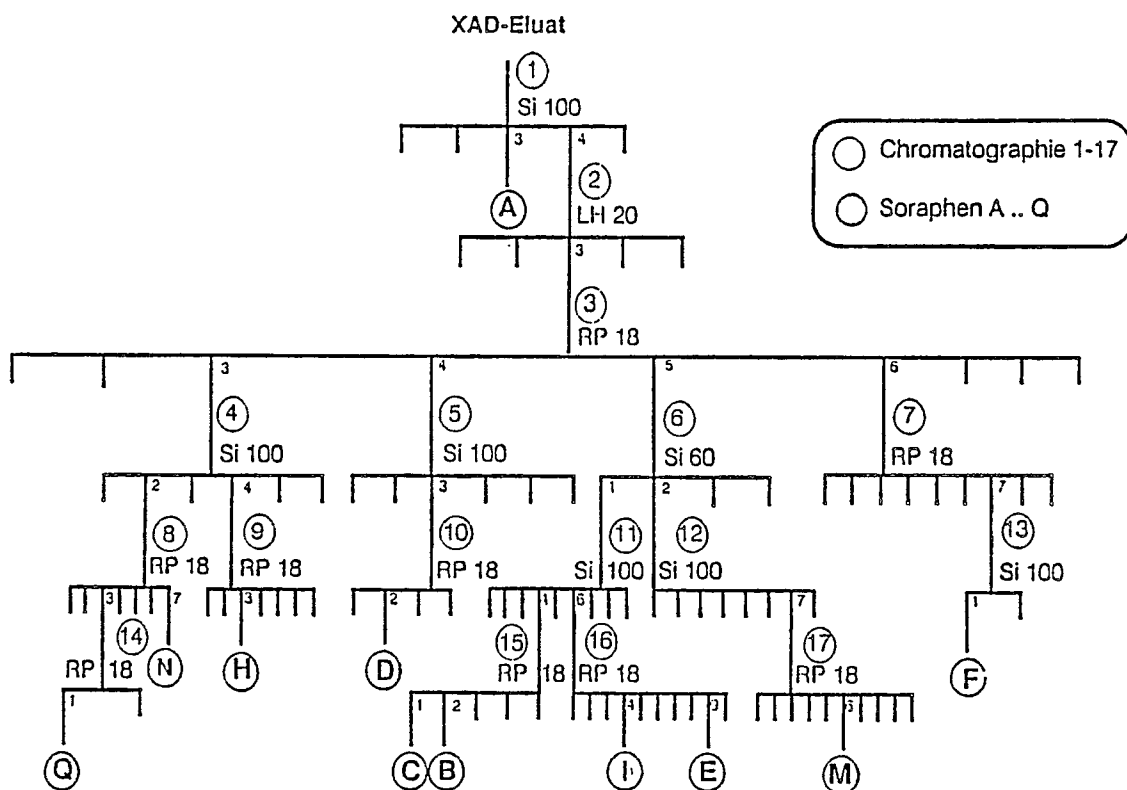 XAD-Eluat
1
Si 100
3 4
A
2
LH 20
3
3
RP 18
Chromatographie 1-17
Soraphen A .. Q
3 4 5 6
4 5 6 7
Si 100 Si 100 Si 60 RP 18
2 4 3 1 2 7
8 9 10 11 12 13
RP 18 RP 18 RP 18 Si 100 Si 100 Si 100
3 7 3 2 4 6 7 1
14 15 16 17
RP 18 N H D RP 18 RP 18 RP 18 F
1 1 2 4 9 6
Q C B I E M